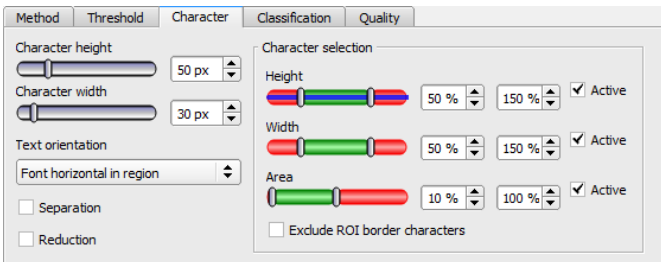 Method Threshold Character Classification Quality
Character height
50 px
Character width
30 px
Text orientation
Font horizontal in region
Separation
Reduction
Character selection
Height
50 % 150 % Active
Width
50 % 150 % Active
Area
10 % 100 % Active
Exclude ROI border characters